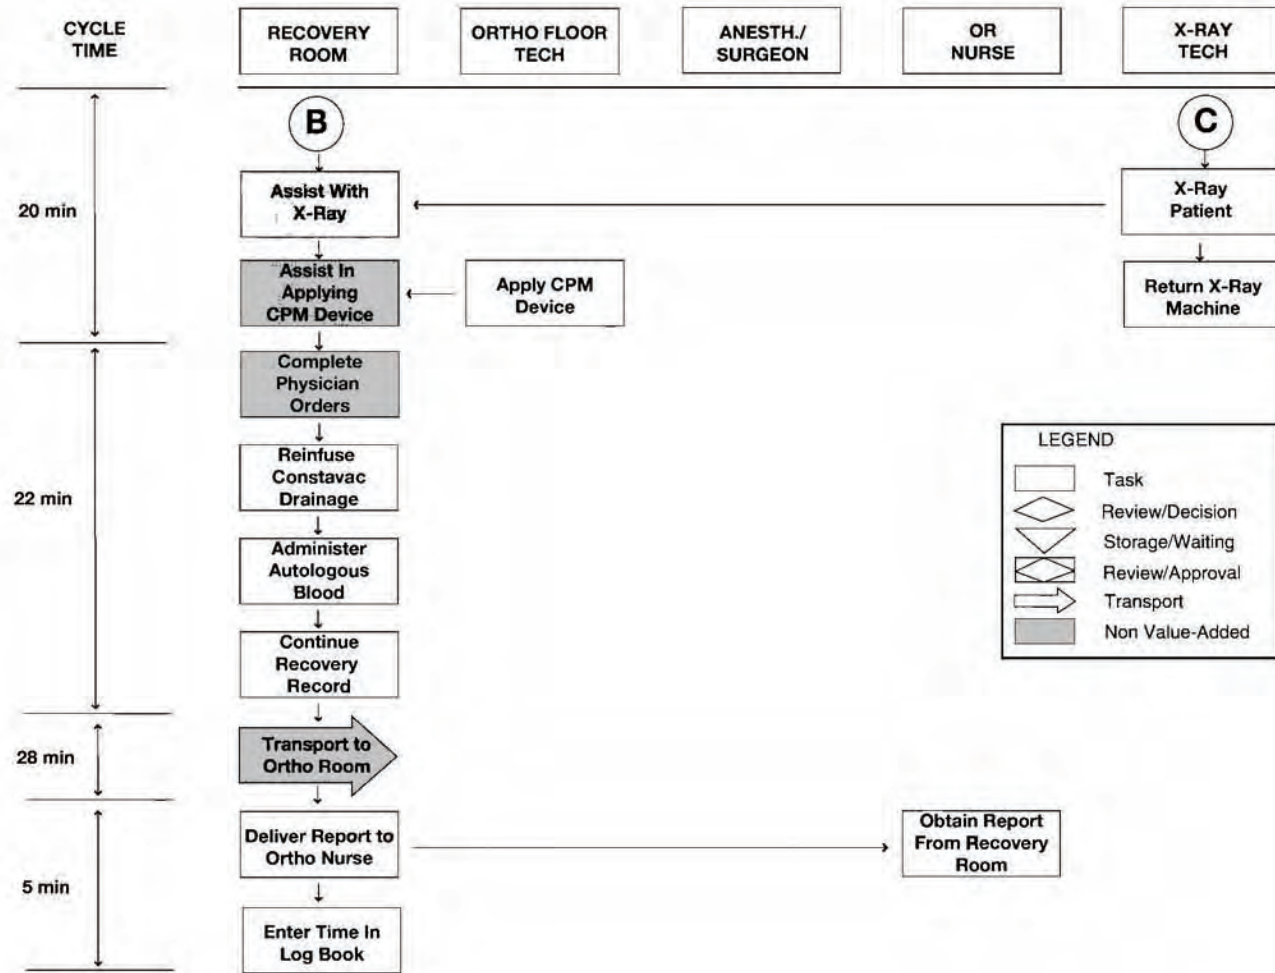 CYCLE
TIME
RECOVERY
ROOM
ORTHO FLOOR
TECH
ANESTH./
SURGEON
OR
NURSE
X-RAY
TECH
B
C
20 min
Assist With
X-Ray
X-Ray
Patient
Assist In
Applying
CPM Device
Apply CPM
Device
Return X-Ray
Machine
22 min
Complete
Physician
Orders
Reinfuse
Constavac
Drainage
Administer
Autologous
Blood
Continue
Recovery
Record
LEGEND
Task
Review/Decision
Storage/Waiting
Review/Approval
Transport
Non Value-Added
28 min
Transport to
Ortho Room
5 min
Deliver Report to
Ortho Nurse
Obtain Report
From Recovery
Room
Enter Time In
Log Book